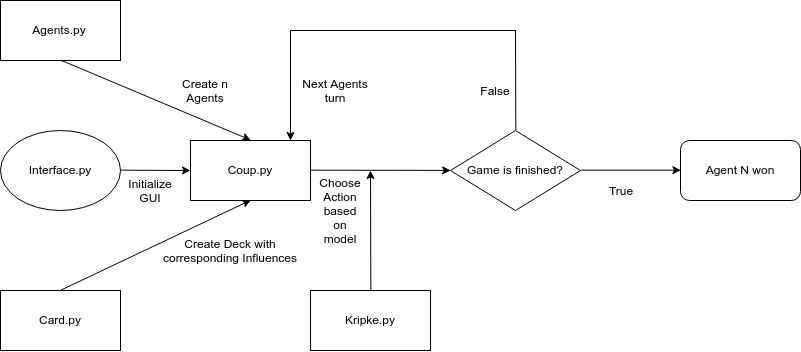 Agents.py
Create n
Agents
Next Agents
turn
False
Interface.py
Initialize
GUI
Coup.py
Choose
Action
based
on
model
Game is finished?
True
Agent N won
Create Deck with
corresponding Influences
Card.py
Kripke.py